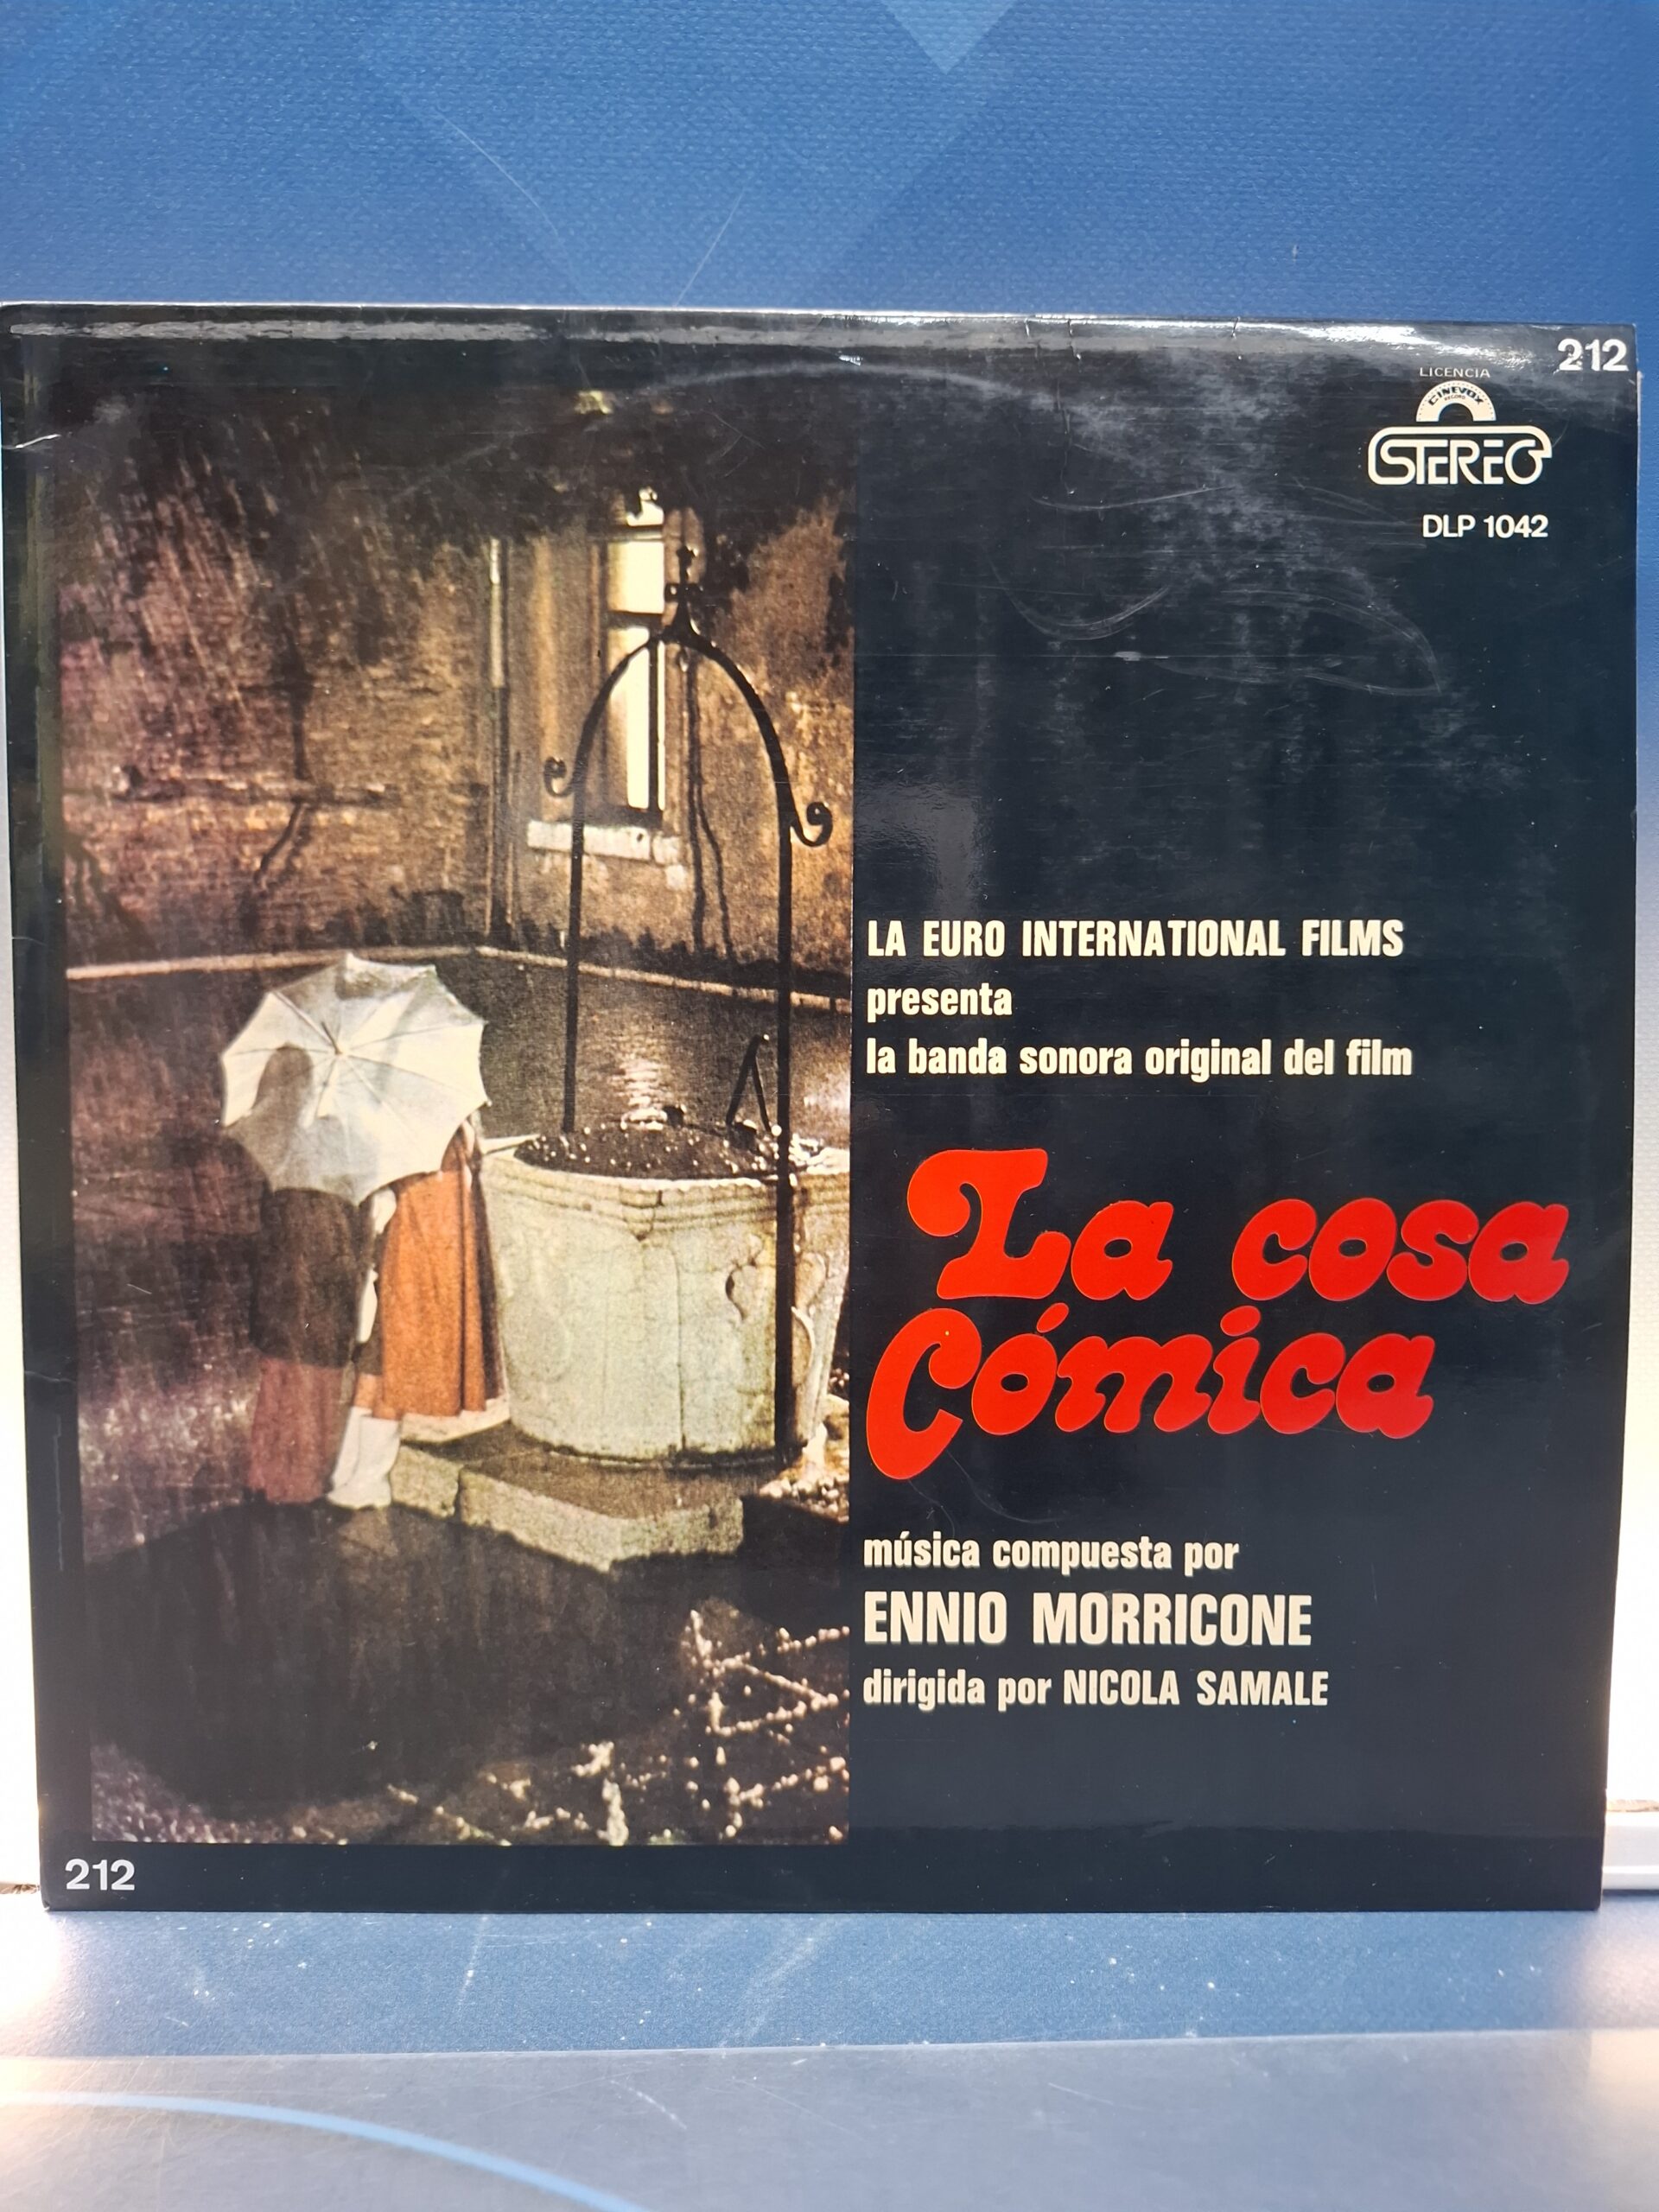 212
LICENCIA
CINEVOX
RECORD
STEREO
DLP 1042
LA EURO INTERNATIONAL FILMS
presenta
la banda sonora original del film
La cosa
Cómica
música compuesta por
ENNIO MORRICONE
dirigida por NICOLA SAMALE
212